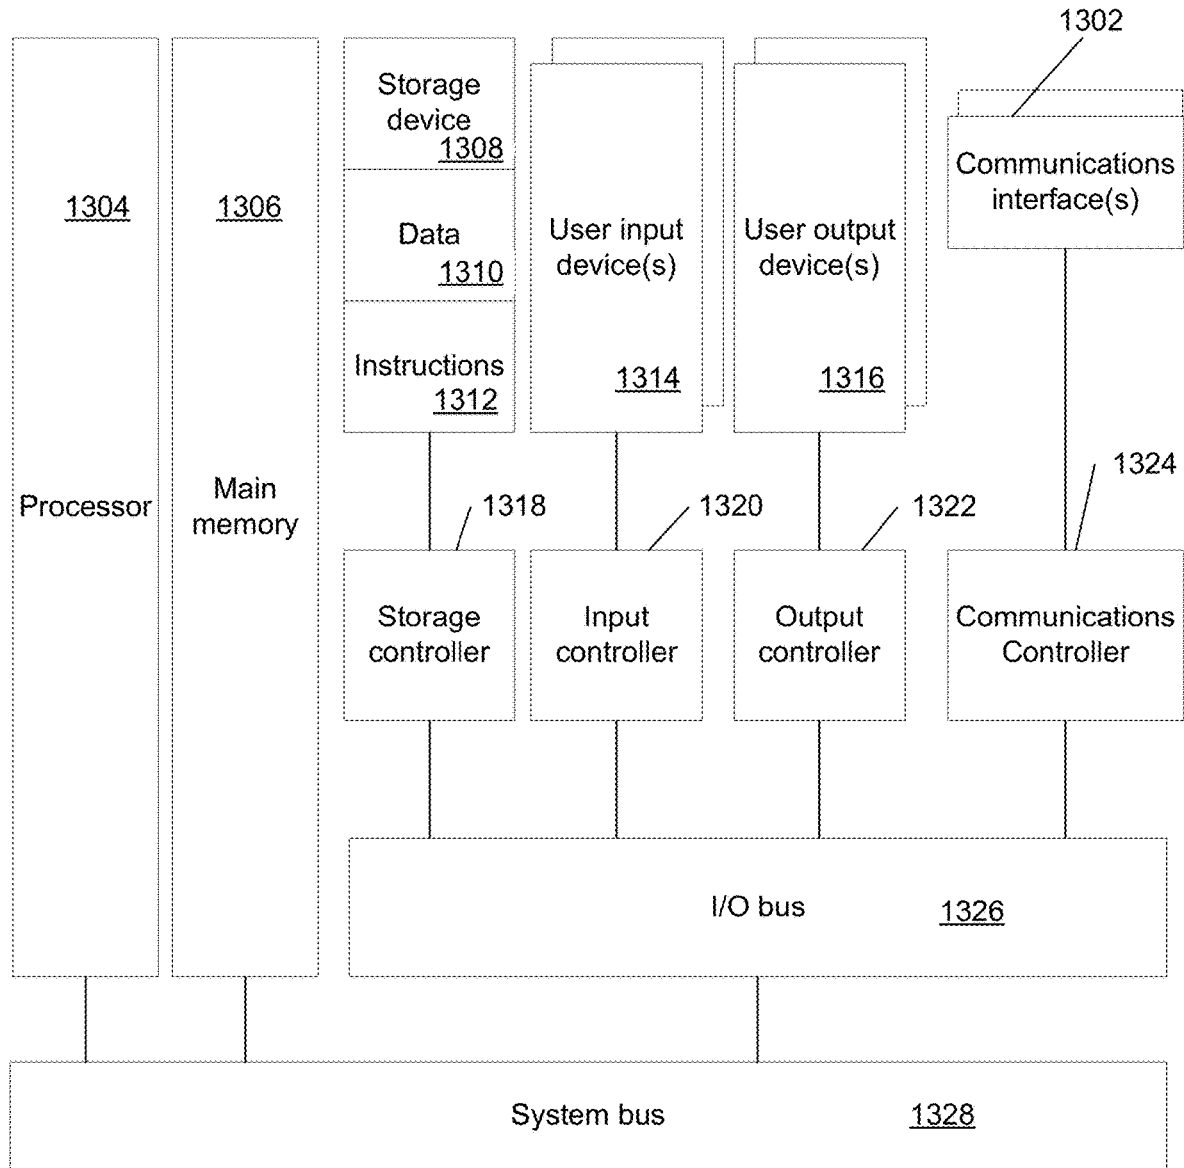 1302
Storage
device
1308
1304
1306
Communications
interface(s)
Data
1310
User input
device(s)
User output
device(s)
Instructions
1312
1314
1316
Processor
Main
memory
1318
1320
1322
1324
Storage
controller
Input
controller
Output
controller
Communications
Controller
I/O bus
1326
System bus
1328